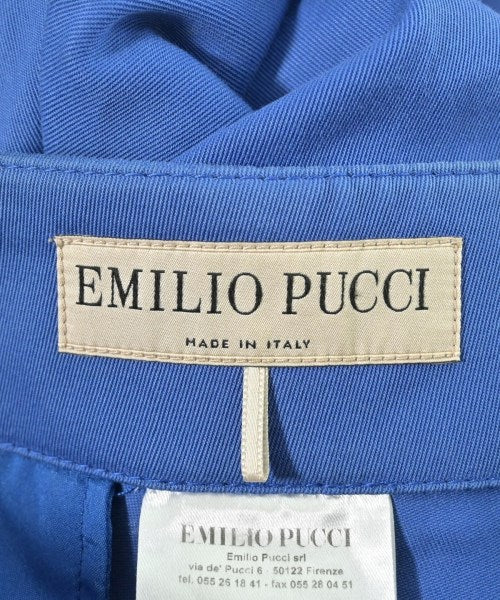 EMILIO PUCCI
MADE IN ITALY
EMILIO PUCCI
Emilio Pucci srl
via de' Pucci 6 - 50122 Firenze
tel. 055 26 18 41 - fax 055 28 04 51